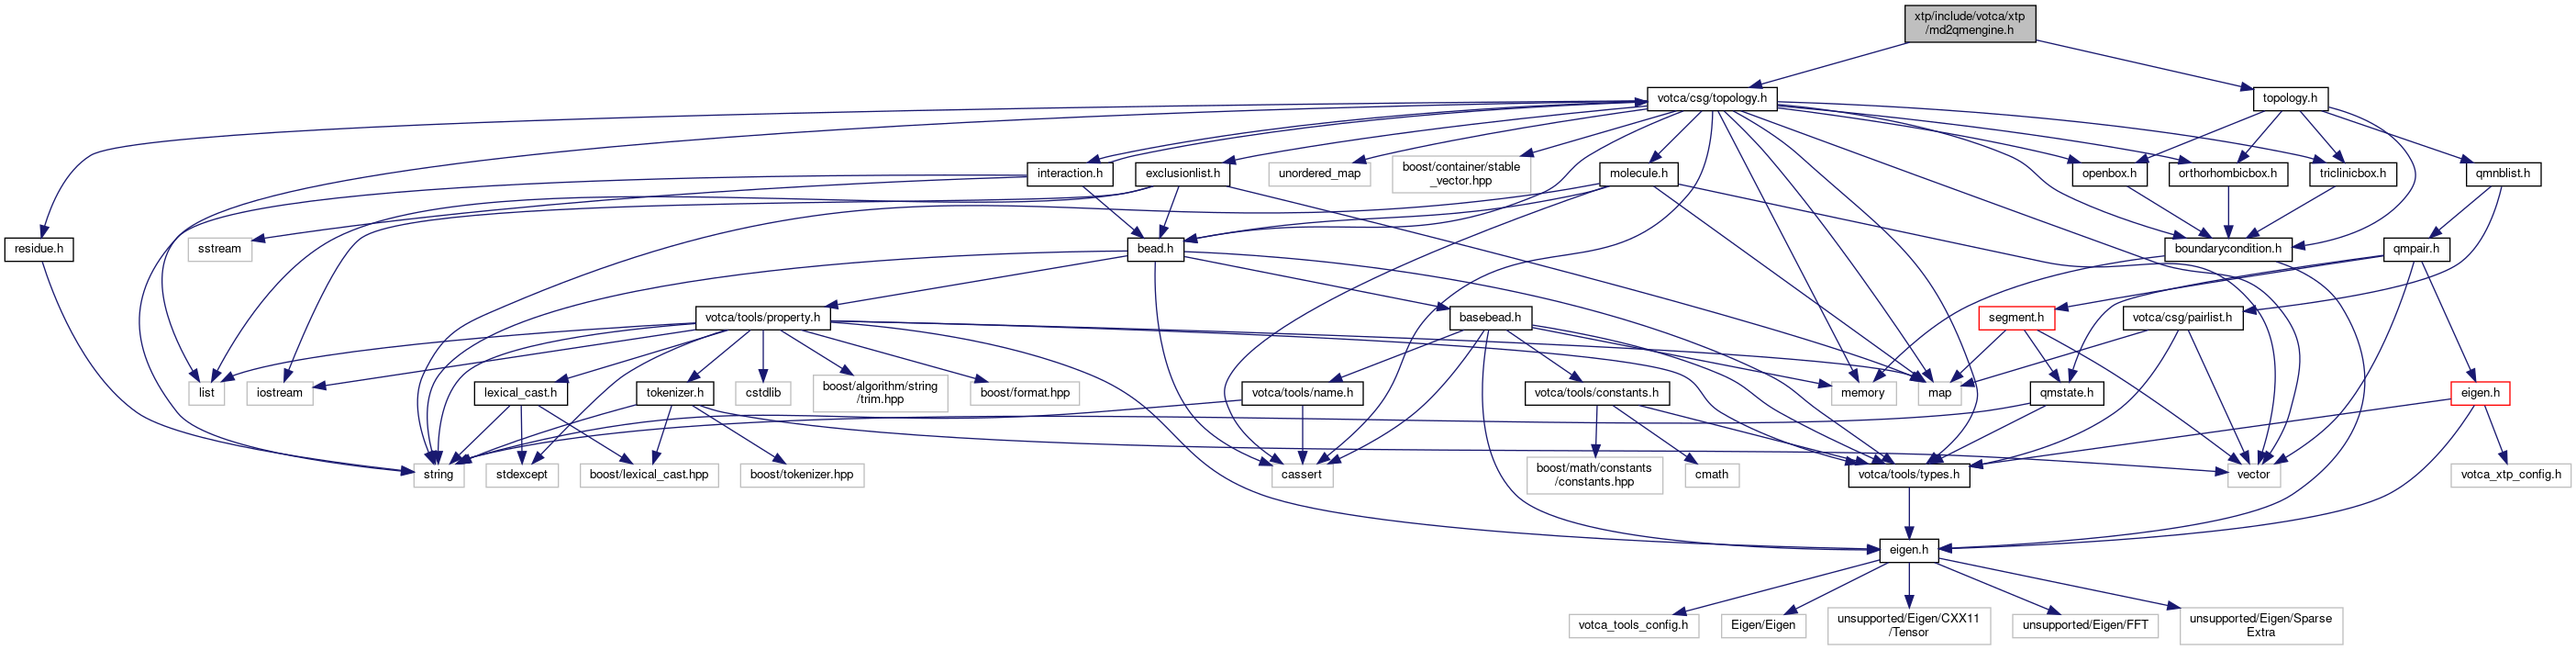 xtp/include/votca/xtp
/md2qmengine.h
votca/csg/topology.h
topology.h
interaction.h
exclusionlist.h
unordered_map
boost/container/stable
_vector.hpp
molecule.h
openbox.h
orthorhombicbox.h
triclinicbox.h
qmnblist.h
residue.h
sstream
bead.h
boundarycondition.h
qmpair.h
votca/tools/property.h
basebead.h
segment.h
votca/csg/pairlist.h
list
iostream
lexical_cast.h
tokenizer.h
cstdlib
boost/algorithm/string
/trim.hpp
boost/format.hpp
votca/tools/name.h
votca/tools/constants.h
memory
map
qmstate.h
eigen.h
string
stdexcept
boost/lexical_cast.hpp
boost/tokenizer.hpp
cassert
boost/math/constants
/constants.hpp
cmath
votca/tools/types.h
vector
votca_xtp_config.h
eigen.h
votca_tools_config.h
Eigen/Eigen
unsupported/Eigen/CXX11
/Tensor
unsupported/Eigen/FFT
unsupported/Eigen/Sparse
Extra